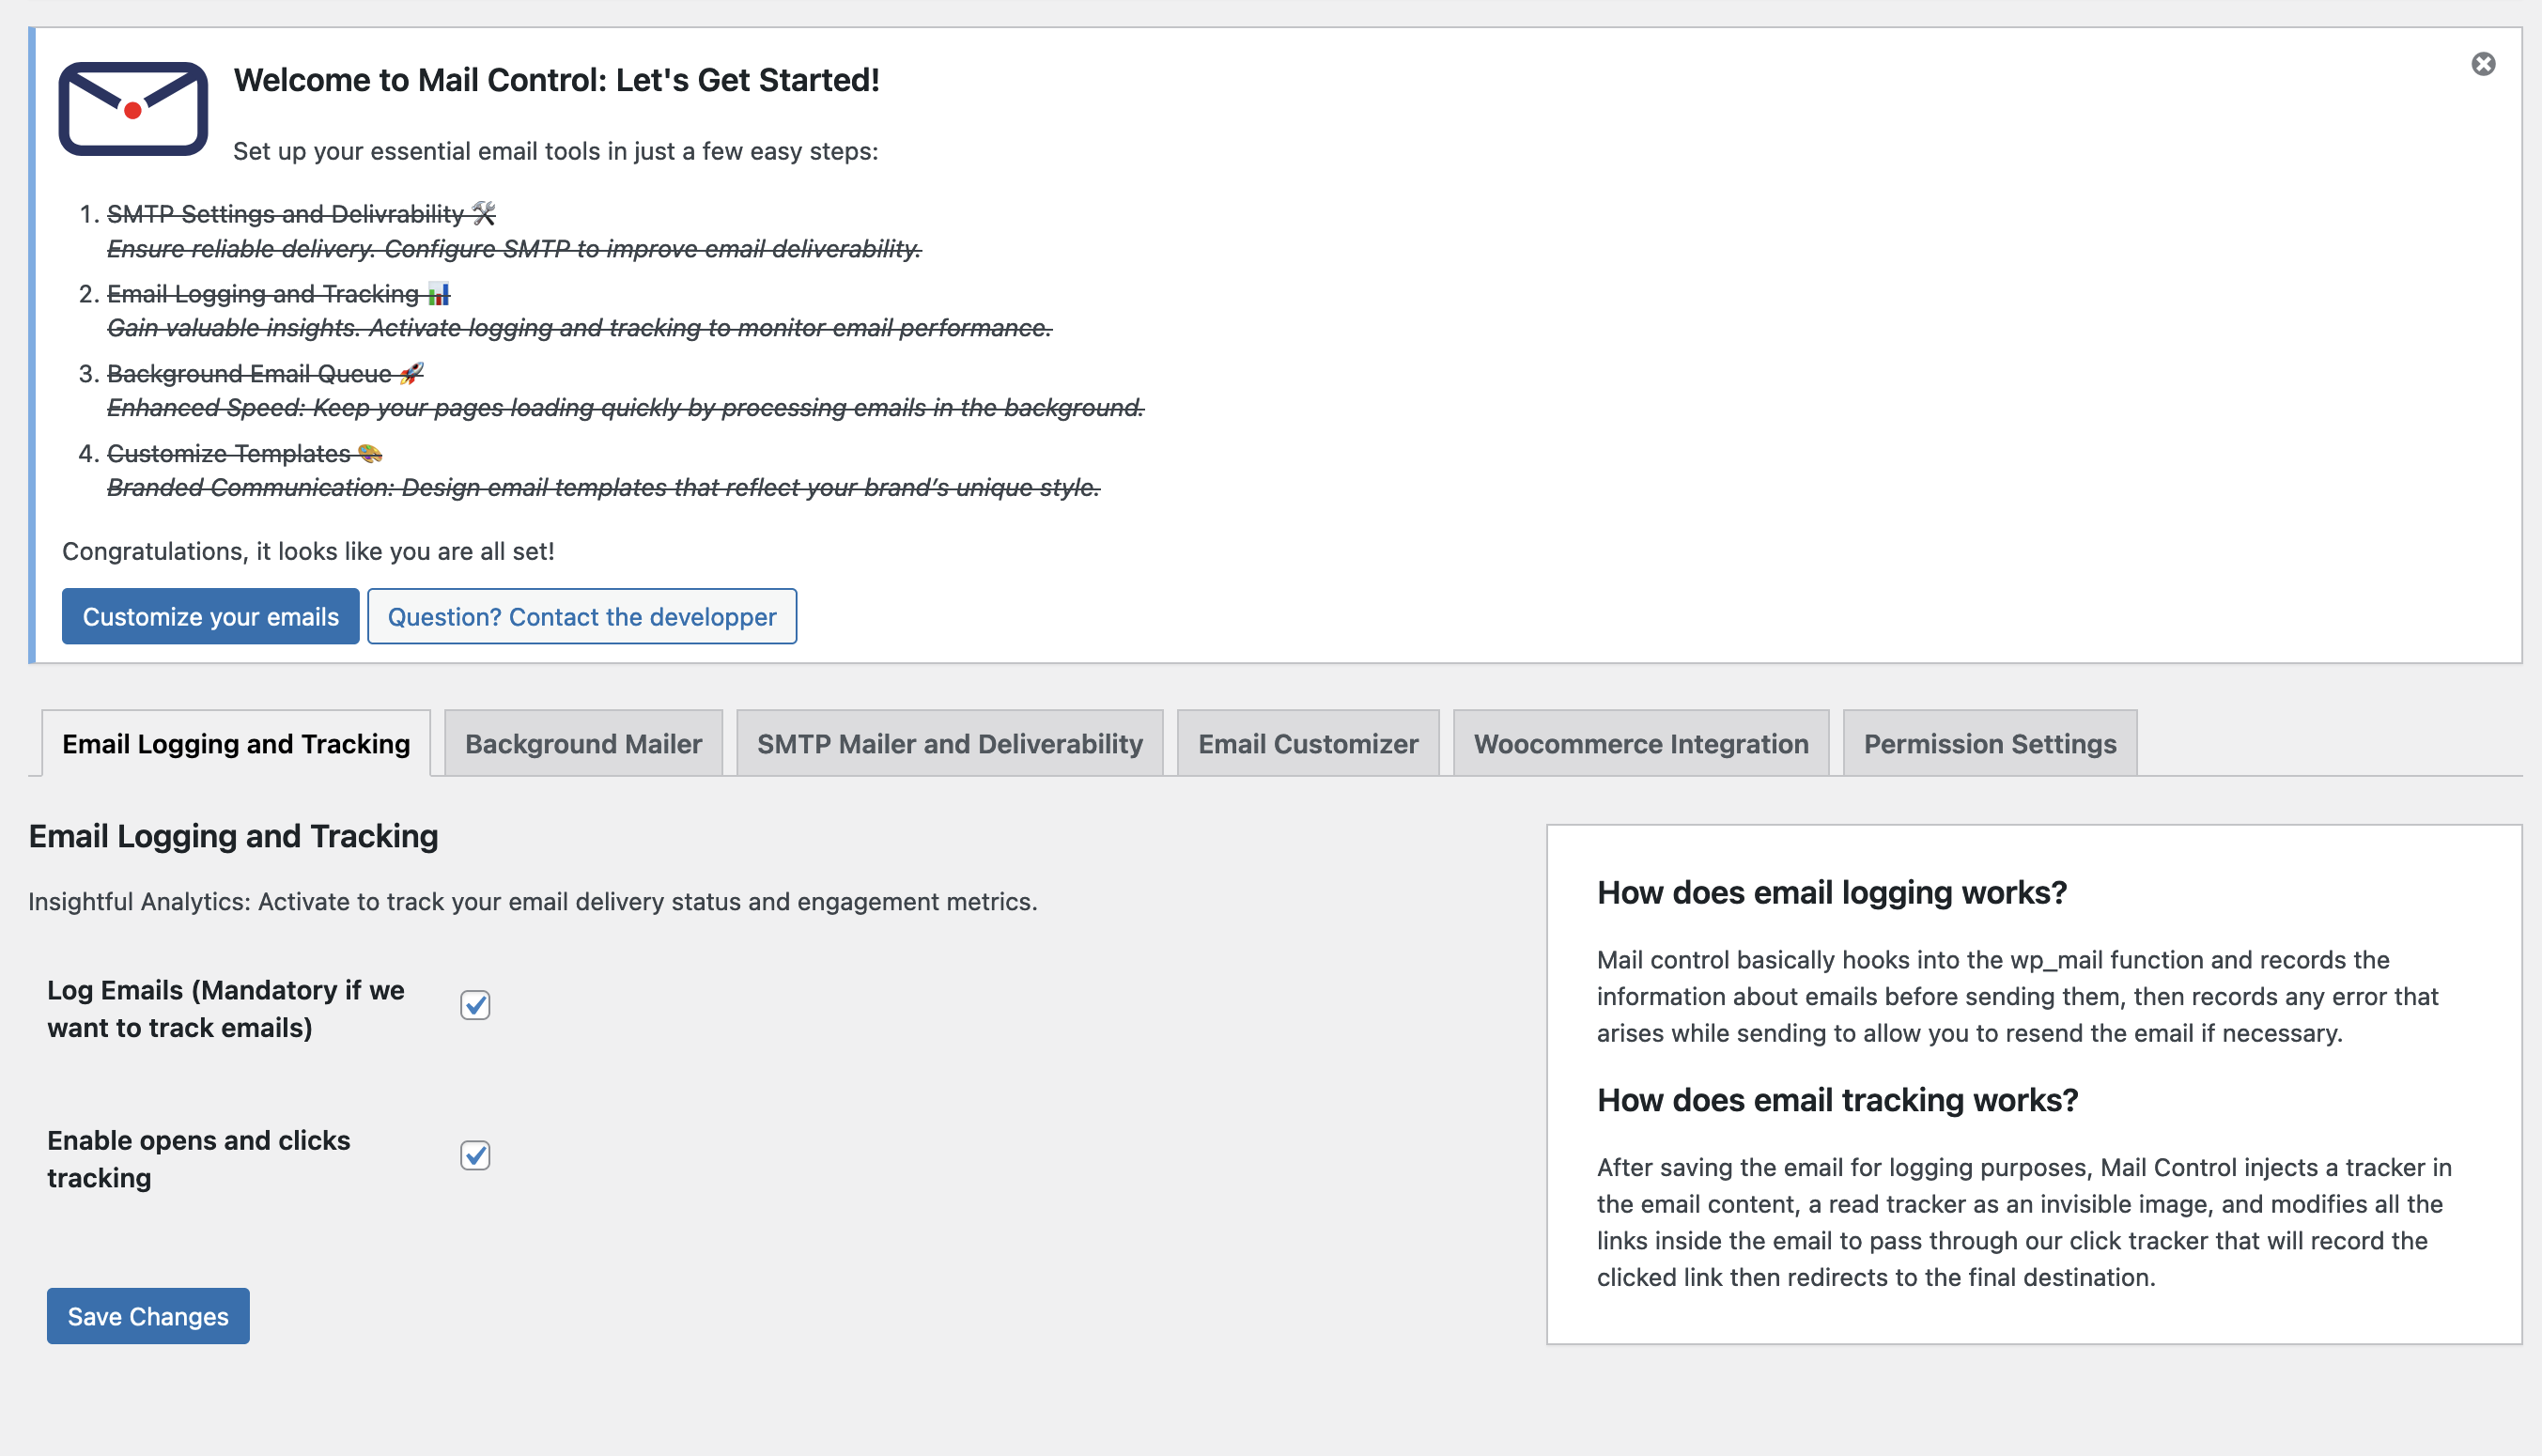 Welcome to Mail Control: Let's Get Started!
Set up your essential email tools in just a few easy steps:
1. SMTP Settings and Delivrability 🛠️
Ensure reliable delivery. Configure SMTP to improve email deliverability.
2. Email Logging and Tracking 📊
Gain valuable insights. Activate logging and tracking to monitor email performance.
3. Background Email Queue 🚀
Enhanced Speed: Keep your pages loading quickly by processing emails in the background.
4. Customize Templates 🎨
Branded Communication: Design email templates that reflect your brand’s unique style.
Congratulations, it looks like you are all set!
Customize your emails
Question? Contact the developper
Email Logging and Tracking
Background Mailer
SMTP Mailer and Deliverability
Email Customizer
Woocommerce Integration
Permission Settings
Email Logging and Tracking
Insightful Analytics: Activate to track your email delivery status and engagement metrics.
Log Emails (Mandatory if we
want to track emails)
Enable opens and clicks
tracking
Save Changes
How does email logging works?
Mail control basically hooks into the wp_mail function and records the
information about emails before sending them, then records any error that
arises while sending to allow you to resend the email if necessary.
How does email tracking works?
After saving the email for logging purposes, Mail Control injects a tracker in
the email content, a read tracker as an invisible image, and modifies all the
links inside the email to pass through our click tracker that will record the
clicked link then redirects to the final destination.